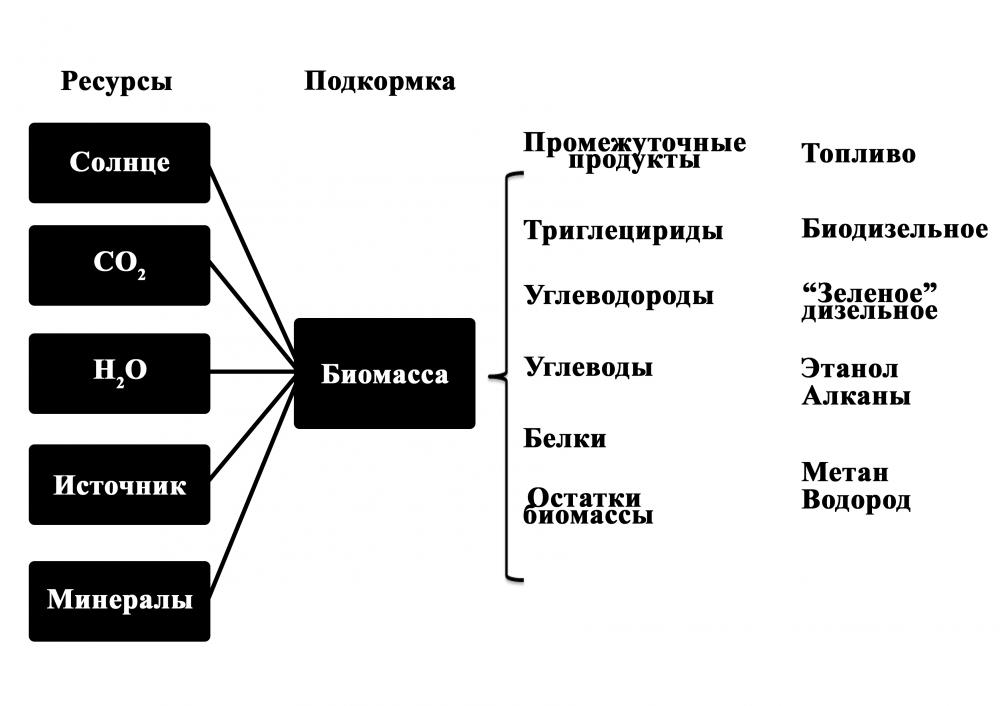 Ресурсы
Подкормка
Солнце
CO₂
H₂O
Источник
Минералы
Биомасса
Промежуточные
продукты
Триглецириды
Углеводороды
Углеводы
Белки
Остатки
биомассы
Топливо
Биодизельное
“Зеленое”
дизельное
Этанол
Алканы
Метан
Водород